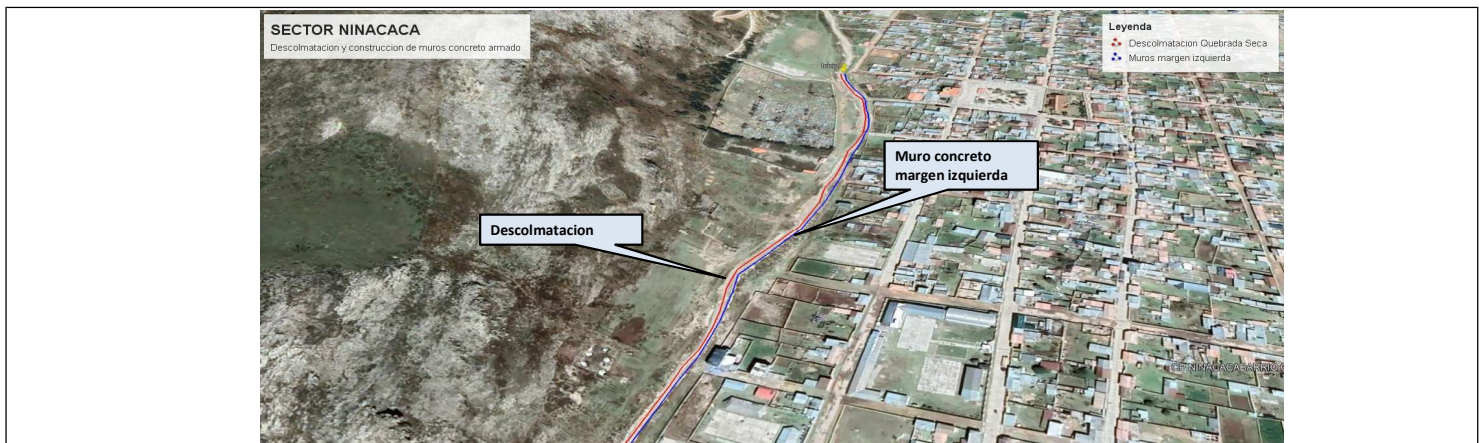 SECTOR NINACACA
Descolmatacion y construccion de muros concreto armado
Leyenda
Descolmatacion Quebrada Seca
Muros margen izquierda
Muro concreto
margen izquierda
Descolmatacion